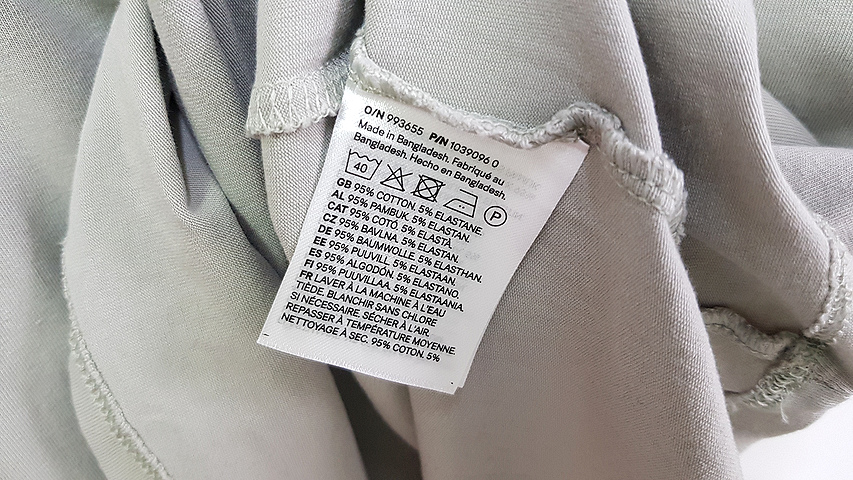 O/N 993655 P/N 1039096 0
Made in Bangladesh. Fabriqué au
Bangladesh. Hecho en Bangladesh.
40 P
GB 95% COTTON. 5% ELASTANE.
AL 95% PAMBUK. 5% ELASTAN.
CAT 95% COTÓ. 5% ELASTÀ.
CZ 95% BAVLNA. 5% ELASTAN.
DE 95% BAUMWOLLE. 5% ELASTHAN.
EE 95% PUUVILL. 5% ELASTAAN.
ES 95% ALGODÓN. 5% ELASTANO.
FI 95% PUUVILLAA. 5% ELASTAANIA.
FR LAVER À LA MACHINE À L'EAU
TIÈDE. BLANCHIR SANS CHLORE
SI NÉCESSAIRE. SÉCHER À L'AIR.
REPASSER À TEMPÉRATURE MOYENNE.
NETTOYAGE À SEC. 95% COTON. 5%